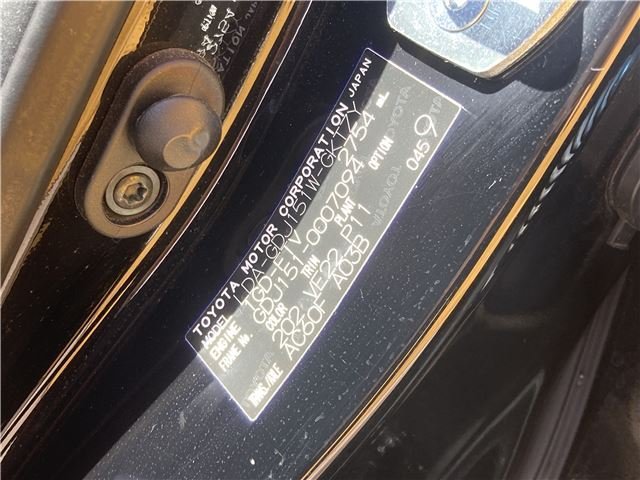 TOYOTA MOTOR CORPORATION JAPAN
MODEL LDA-GDJ151W-GKTZY
ENGINE 1GD-FTV 2754 mL
FRAME No. GDJ151-0007094
COLOR TRIM PLANT OPTION
202 /VE22 P11 0459
TRANS./AXLE AC60F A03B